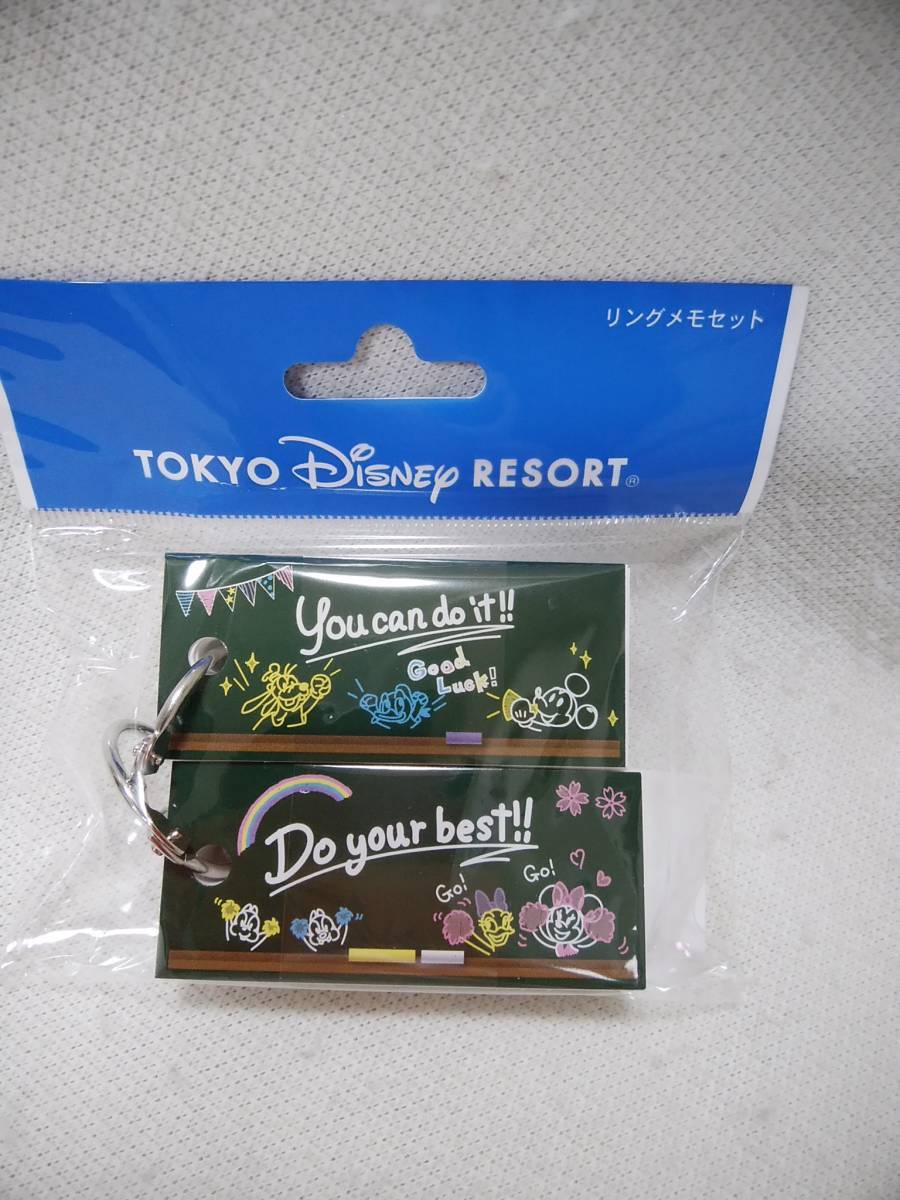 リングメモセット
TOKYO DISNEY RESORT®
You can do it!!
Good
Luck!
Do your best!!
Go!
Go!